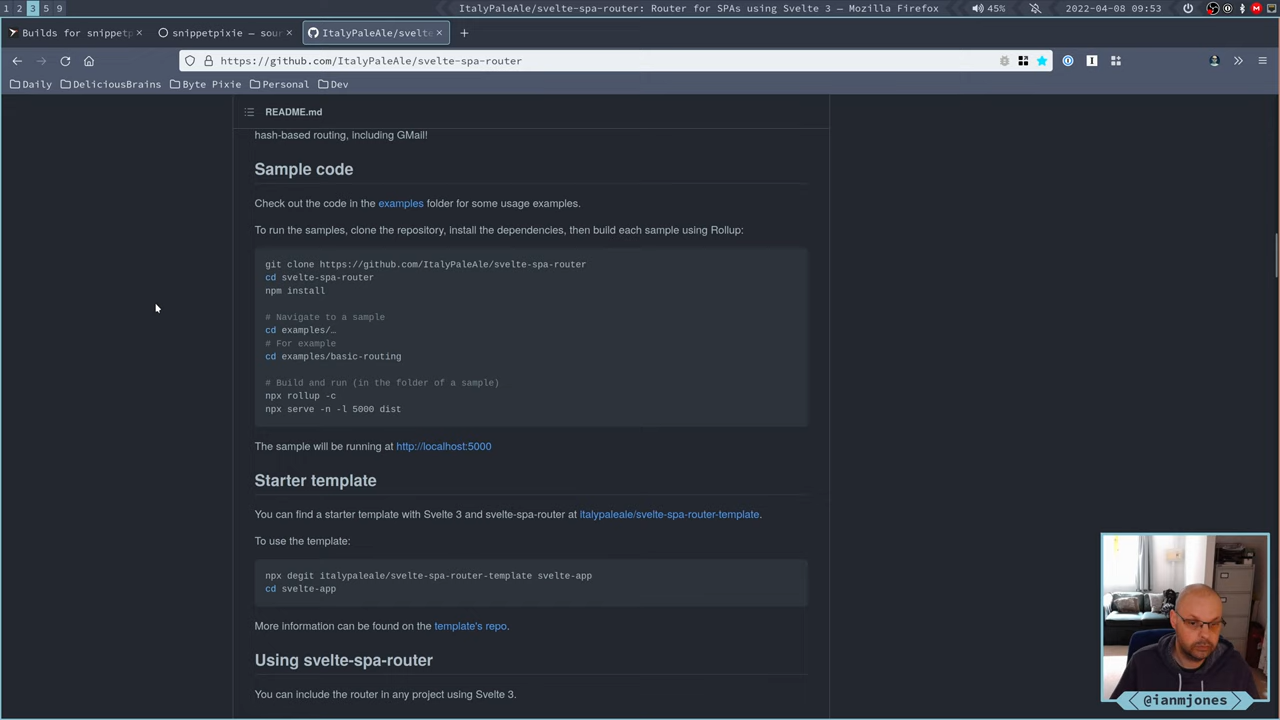 1 2 3 5 9
ItalyPaleAle/svelte-spa-router: Router for SPAs using Svelte 3 — Mozilla Firefox
45%
2022-04-08 09:53
Builds for snippetp
snippetpixie — sour
ItalyPaleAle/svelte
https://github.com/ItalyPaleAle/svelte-spa-router
Daily
DeliciousBrains
Byte Pixie
Personal
Dev
README.md
hash-based routing, including GMail!
Sample code
Check out the code in the examples folder for some usage examples.
To run the samples, clone the repository, install the dependencies, then build each sample using Rollup:
git clone https://github.com/ItalyPaleAle/svelte-spa-router
cd svelte-spa-router
npm install
# Navigate to a sample
cd examples/…
# For example
cd examples/basic-routing
# Build and run (in the folder of a sample)
npx rollup -c
npx serve -n -l 5000 dist
The sample will be running at http://localhost:5000
Starter template
You can find a starter template with Svelte 3 and svelte-spa-router at italypaleale/svelte-spa-router-template.
To use the template:
npx degit italypaleale/svelte-spa-router-template svelte-app
cd svelte-app
More information can be found on the template's repo.
Using svelte-spa-router
You can include the router in any project using Svelte 3.
@ianmjones